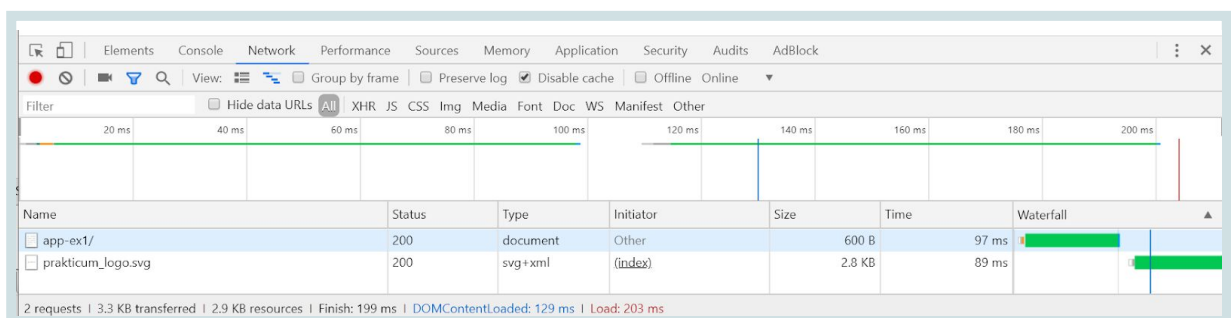 Elements Console Network Performance Sources Memory Application Security Audits AdBlock
View: Group by frame Preserve log Disable cache Offline Online
Filter Hide data URLs All XHR JS CSS Img Media Font Doc WS Manifest Other
20 ms 40 ms 60 ms 80 ms 100 ms 120 ms 140 ms 160 ms 180 ms 200 ms
Name Status Type Initiator Size Time Waterfall
app-ex1/ 200 document Other 600 B 97 ms
prakticum_logo.svg 200 svg+xml (index) 2.8 KB 89 ms
2 requests | 3.3 KB transferred | 2.9 KB resources | Finish: 199 ms | DOMContentLoaded: 129 ms | Load: 203 ms